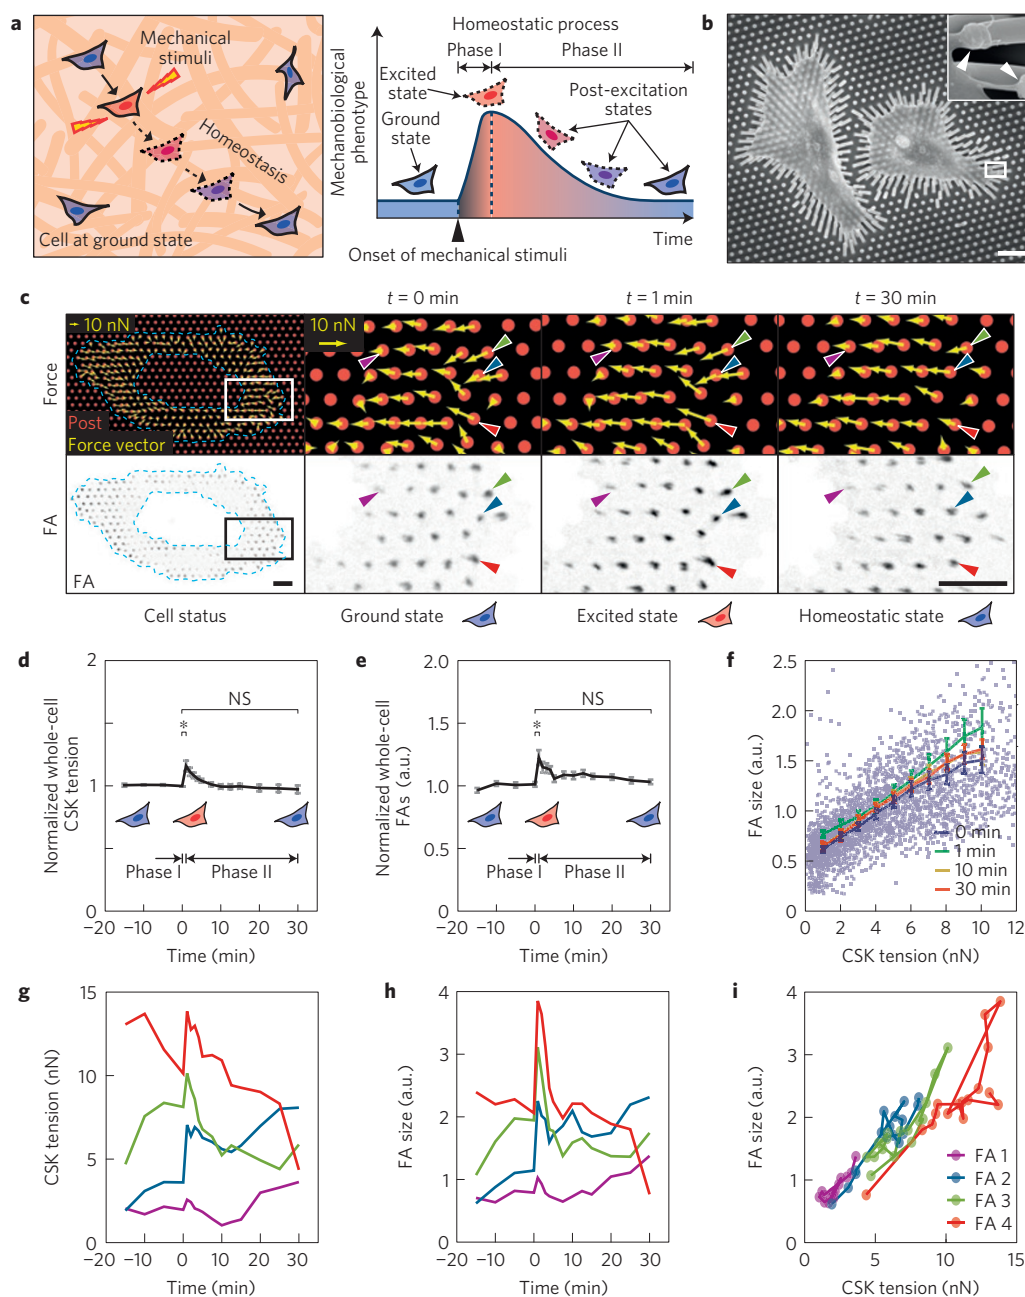 a
Mechanical
stimuli
Homeostasis
Cell at ground state
Homeostatic process
Phase I
Phase II
Excited
state
Ground
state
Post-excitation
states
Mechanobiological
phenotype
Time
Onset of mechanical stimuli
b
c
t = 0 min
t = 1 min
t = 30 min
Force
10 nN
10 nN
Post
Force vector
FA
FA
Cell status
Ground state
Excited state
Homeostatic state
d
Normalized whole-cell
CSK tension
2
1
0
NS
*
Phase I
Phase II
−20 −10 0 10 20 30
Time (min)
e
Normalized whole-cell
FAs (a.u.)
2.0
1.5
1.0
0.5
0
NS
*
Phase I
Phase II
−20 −10 0 10 20 30
Time (min)
f
FA size (a.u.)
2.5
2.0
1.5
1.0
0.5
0
0 min
1 min
10 min
30 min
0 2 4 6 8 10 12
CSK tension (nN)
g
CSK tension (nN)
15
10
5
0
−20 −10 0 10 20 30
Time (min)
h
FA size (a.u.)
4
3
2
1
0
−20 −10 0 10 20 30
Time (min)
i
FA size (a.u.)
4
3
2
1
0
FA 1
FA 2
FA 3
FA 4
0 5 10 15
CSK tension (nN)